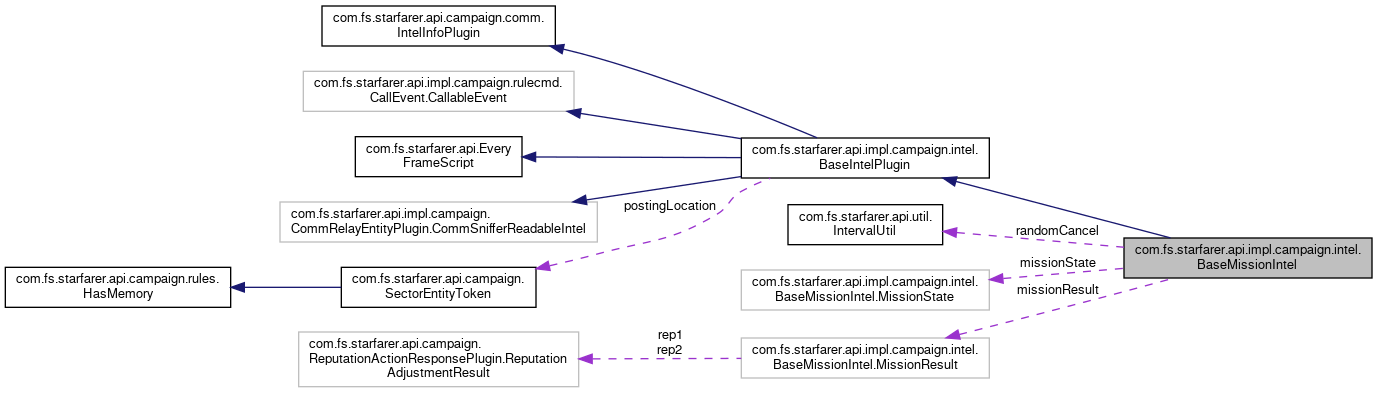 com.fs.starfarer.api.campaign.comm.
IntelInfoPlugin
com.fs.starfarer.api.impl.campaign.rulecmd.
CallEvent.CallableEvent
com.fs.starfarer.api.Every
FrameScript
com.fs.starfarer.api.impl.campaign.intel.
BaseIntelPlugin
com.fs.starfarer.api.impl.campaign.
CommRelayEntityPlugin.CommSnifferReadableIntel
postingLocation
com.fs.starfarer.api.util.
IntervalUtil
randomCancel
com.fs.starfarer.api.impl.campaign.intel.
BaseMissionIntel
com.fs.starfarer.api.campaign.rules.
HasMemory
com.fs.starfarer.api.campaign.
SectorEntityToken
missionState
com.fs.starfarer.api.impl.campaign.intel.
BaseMissionIntel.MissionState
missionResult
com.fs.starfarer.api.campaign.
ReputationActionResponsePlugin.Reputation
AdjustmentResult
rep1
rep2
com.fs.starfarer.api.impl.campaign.intel.
BaseMissionIntel.MissionResult